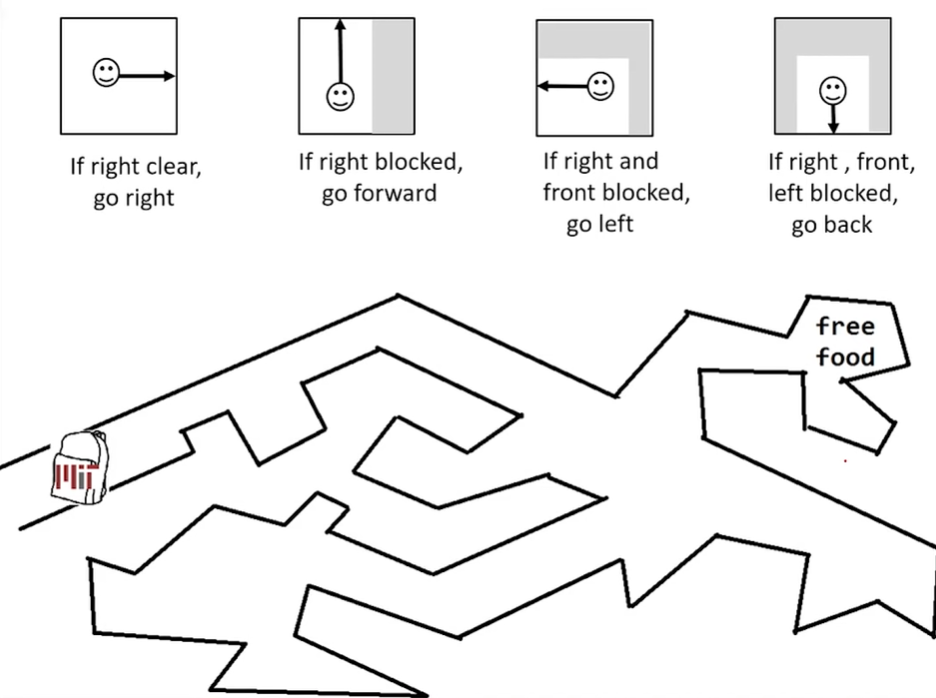 If right clear,
go right
If right blocked,
go forward
If right and
front blocked,
go left
If right , front,
left blocked,
go back
free
food
MiT